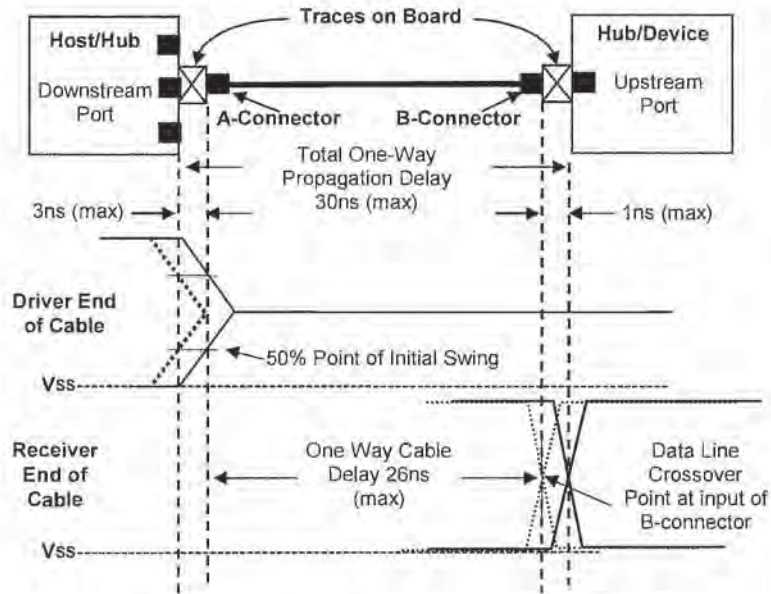 Traces on Board
Host/Hub
Downstream
Port
Hub/Device
Upstream
Port
A-Connector
B-Connector
Total One-Way
Propagation Delay
30ns (max)
3ns (max)
1ns (max)
Driver End
of Cable
50% Point of Initial Swing
Vss
Receiver
End of
Cable
One Way Cable
Delay 26ns
(max)
Data Line
Crossover
Point at input of
B-connector
Vss